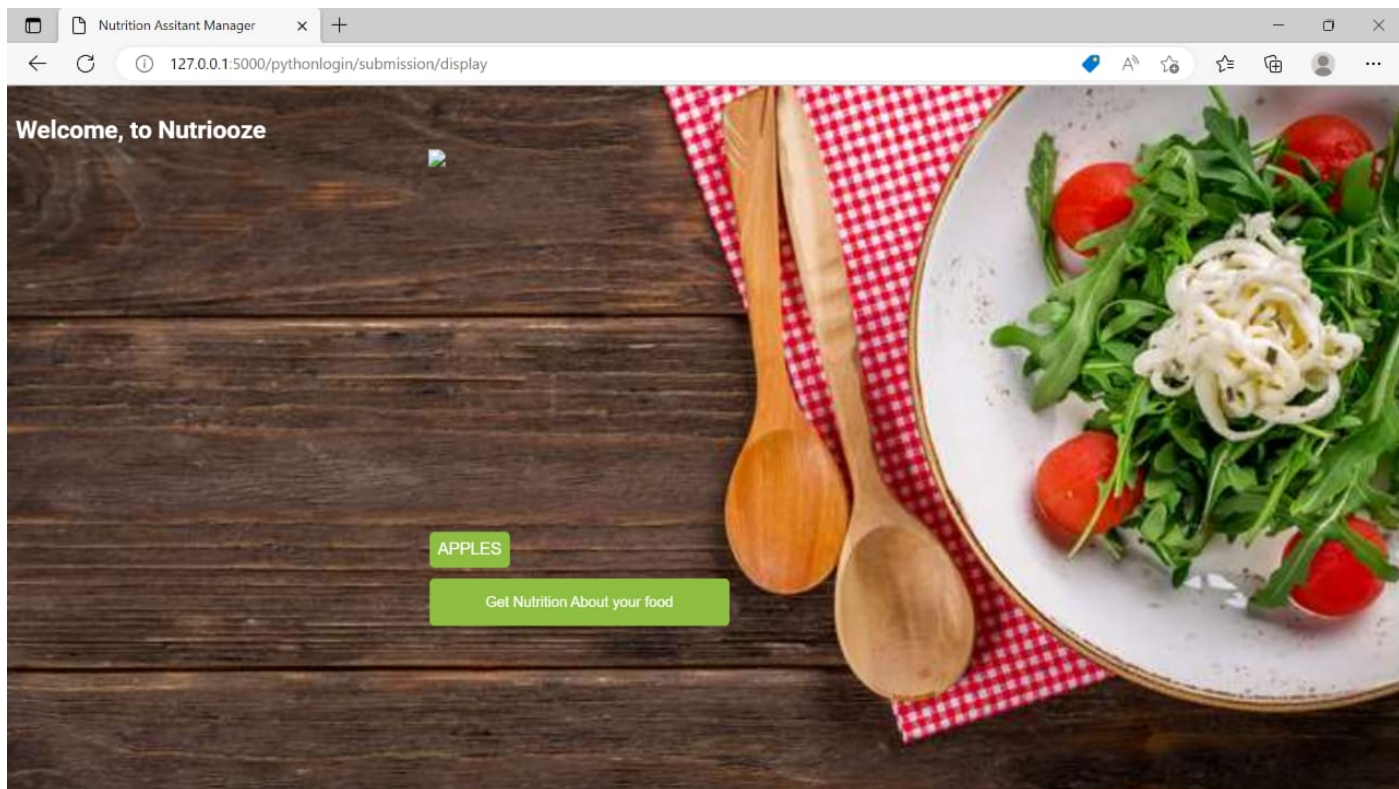 Nutrition Assitant Manager
127.0.0.1:5000/pythonlogin/submission/display
Welcome, to Nutriooze
APPLES
Get Nutrition About your food